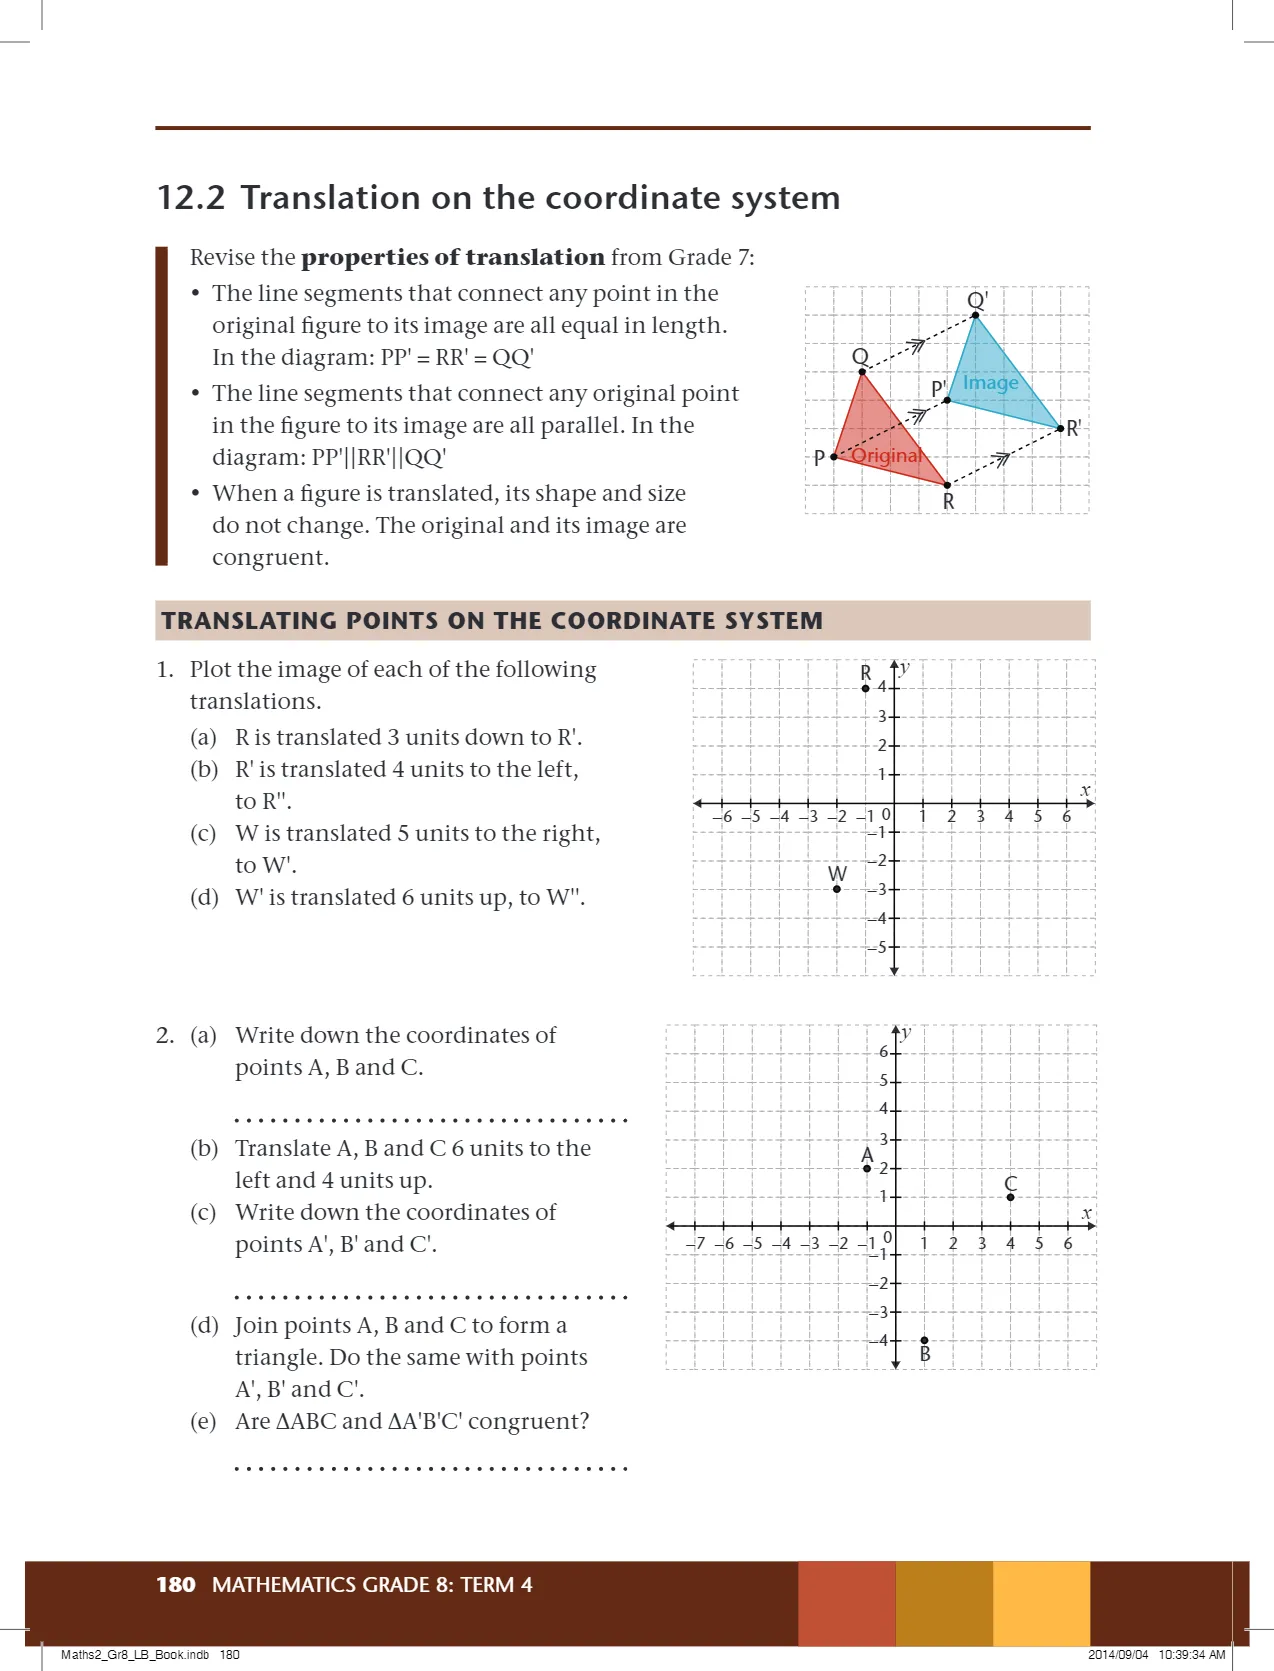 12.2 Translation on the coordinate system
Revise the properties of translation from Grade 7:
• The line segments that connect any point in the
original figure to its image are all equal in length.
In the diagram: PP' = RR' = QQ'
• The line segments that connect any original point
in the figure to its image are all parallel. In the
diagram: PP'||RR'||QQ'
• When a figure is translated, its shape and size
do not change. The original and its image are
congruent.
Q'
Q
P'
Image
R'
P
Original
R
TRANSLATING POINTS ON THE COORDINATE SYSTEM
1. Plot the image of each of the following
translations.
(a) R is translated 3 units down to R'.
(b) R' is translated 4 units to the left,
to R".
(c) W is translated 5 units to the right,
to W'.
(d) W' is translated 6 units up, to W".
R
y
4
3
2
1
x
–6 –5 –4 –3 –2 –1 0 1 2 3 4 5 6
–1
–2
W
–3
–4
–5
2. (a) Write down the coordinates of
points A, B and C.
(b) Translate A, B and C 6 units to the
left and 4 units up.
(c) Write down the coordinates of
points A', B' and C'.
(d) Join points A, B and C to form a
triangle. Do the same with points
A', B' and C'.
(e) Are ΔABC and ΔA'B'C' congruent?
y
6
5
4
3
A
2
C
1
x
–7 –6 –5 –4 –3 –2 –1 0 1 2 3 4 5 6
–1
–2
–3
–4
B
180 MATHEMATICS GRADE 8: TERM 4
Maths2_Gr8_LB_Book.indb 180
2014/09/04 10:39:34 AM